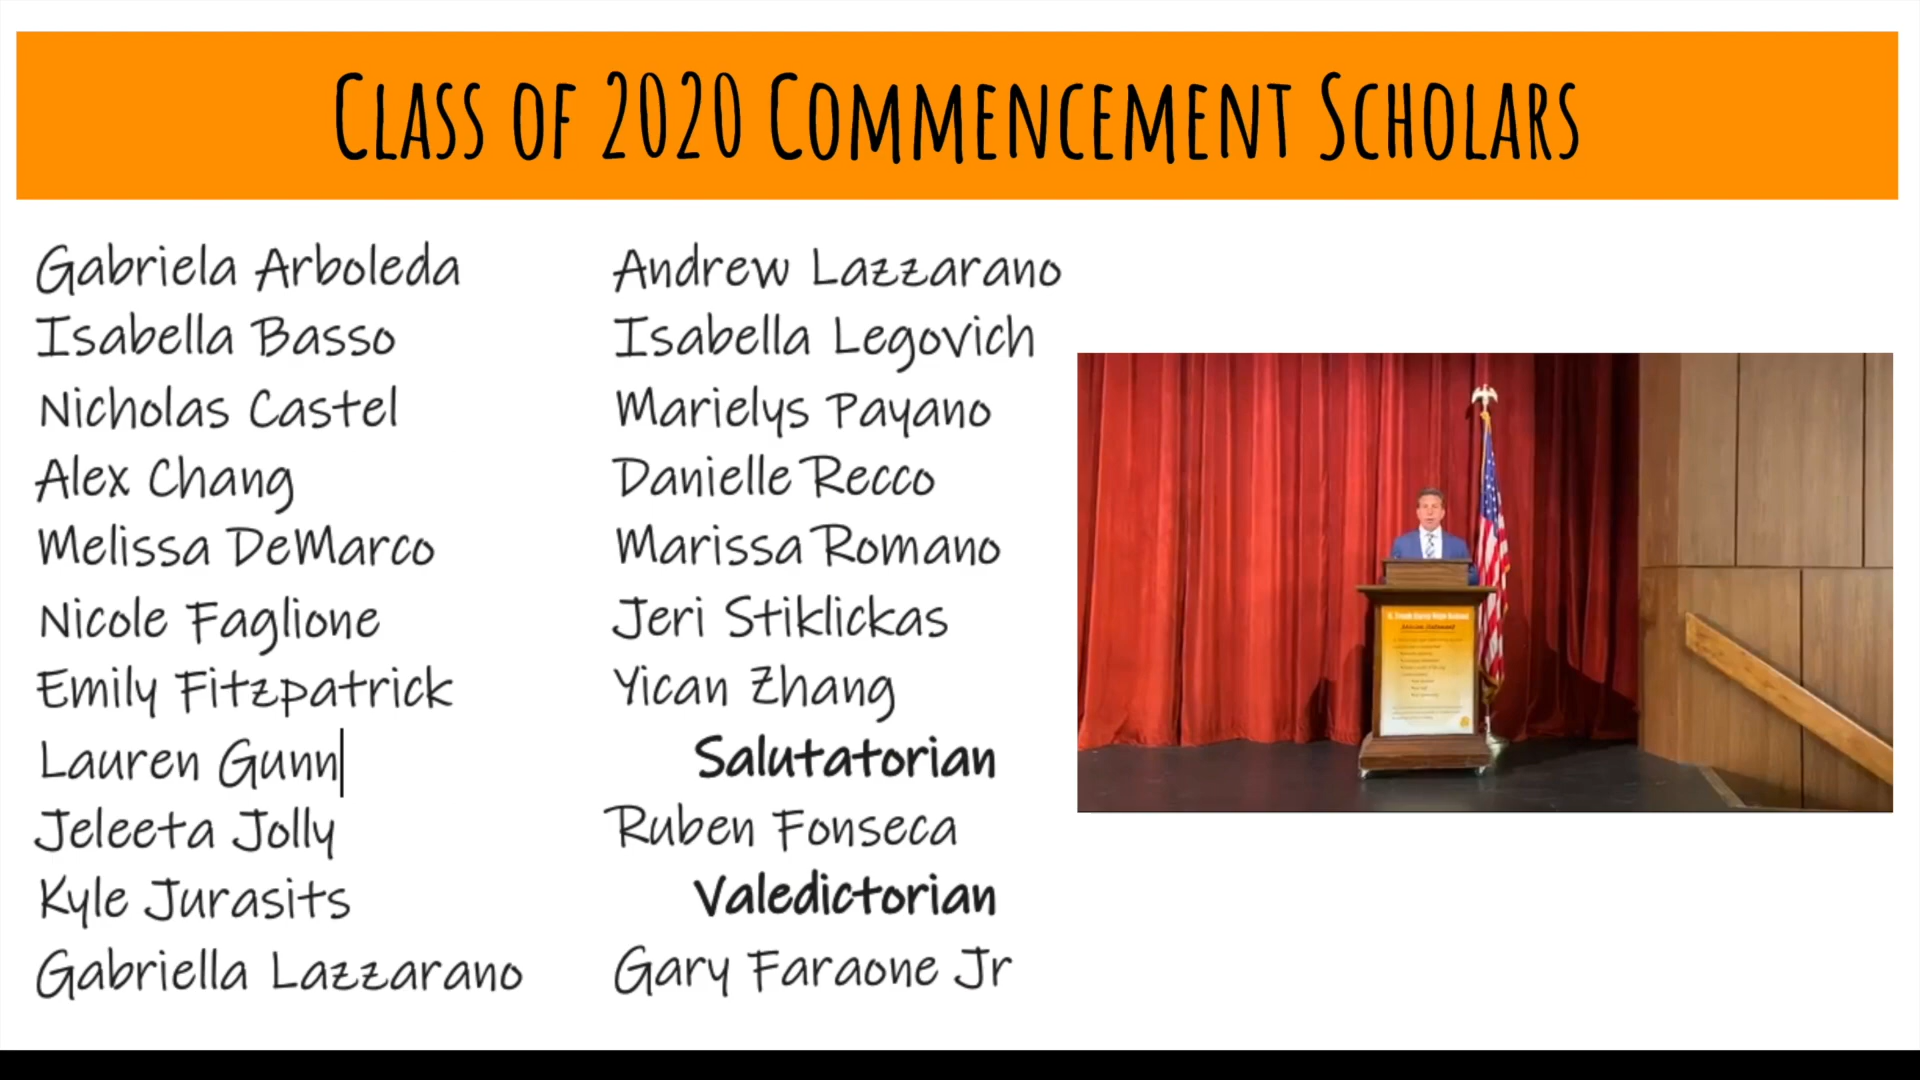 Class of 2020 Commencement Scholars
Gabriela Arboleda
Isabella Basso
Nicholas Castel
Alex Chang
Melissa DeMarco
Nicole Faglione
Emily Fitzpatrick
Lauren Gunn
Jeleeta Jolly
Kyle Jurasits
Gabriella Lazzarano
Andrew Lazzarano
Isabella Legovich
Marielys Payano
Danielle Recco
Marissa Romano
Jeri Stiklickas
Yican Zhang
Salutatorian
Ruben Fonseca
Valedictorian
Gary Faraone Jr